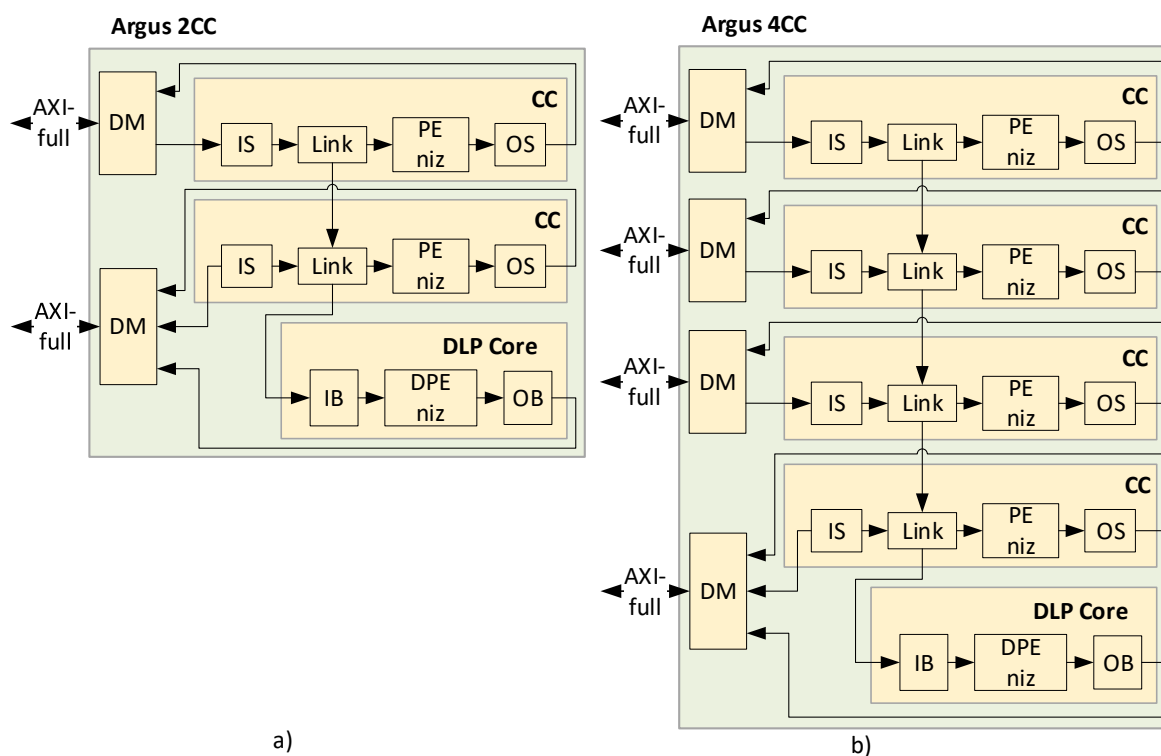 Argus 2CC
AXI-
full
DM
CC
IS
Link
PE
niz
OS
CC
IS
Link
PE
niz
OS
AXI-
full
DM
DLP Core
IB
DPE
niz
OB
a)
Argus 4CC
AXI-
full
DM
CC
IS
Link
PE
niz
OS
AXI-
full
DM
CC
IS
Link
PE
niz
OS
AXI-
full
DM
CC
IS
Link
PE
niz
OS
CC
IS
Link
PE
niz
OS
AXI-
full
DM
DLP Core
IB
DPE
niz
OB
b)